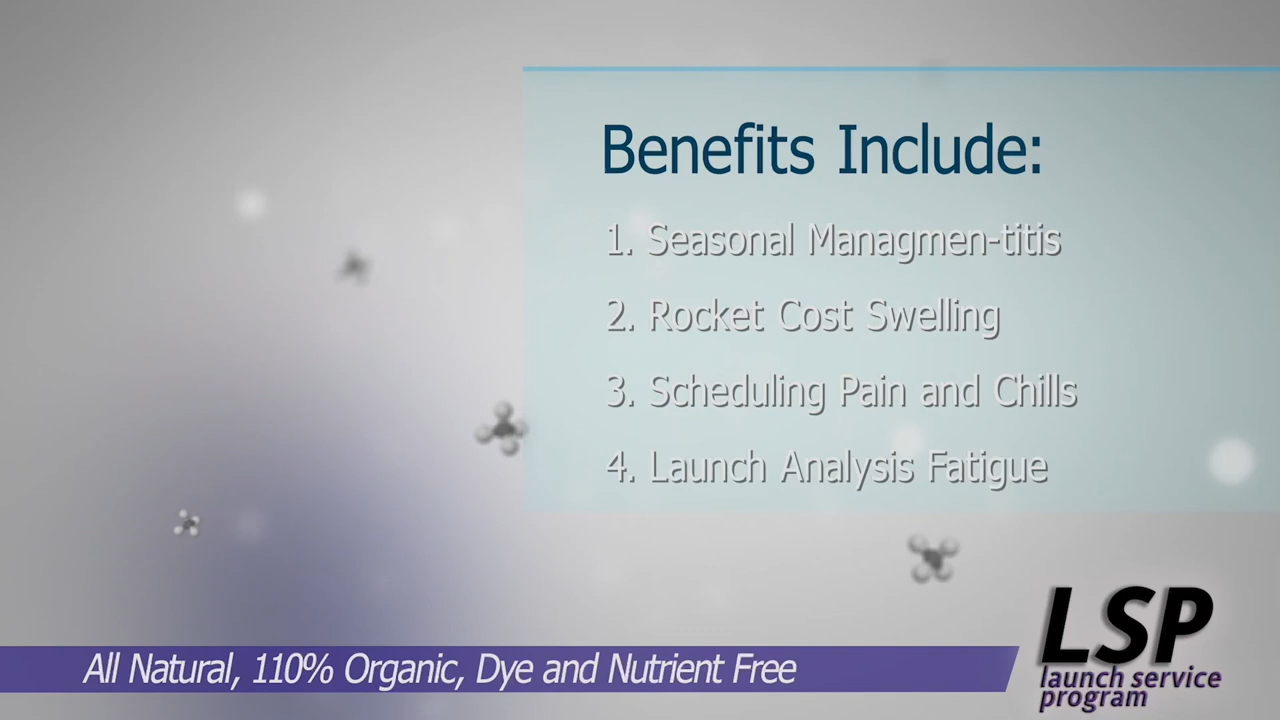 Benefits Include:
1. Seasonal Managmen-titis
2. Rocket Cost Swelling
3. Scheduling Pain and Chills
4. Launch Analysis Fatigue
All Natural, 110% Organic, Dye and Nutrient Free
LSP
launch service
program